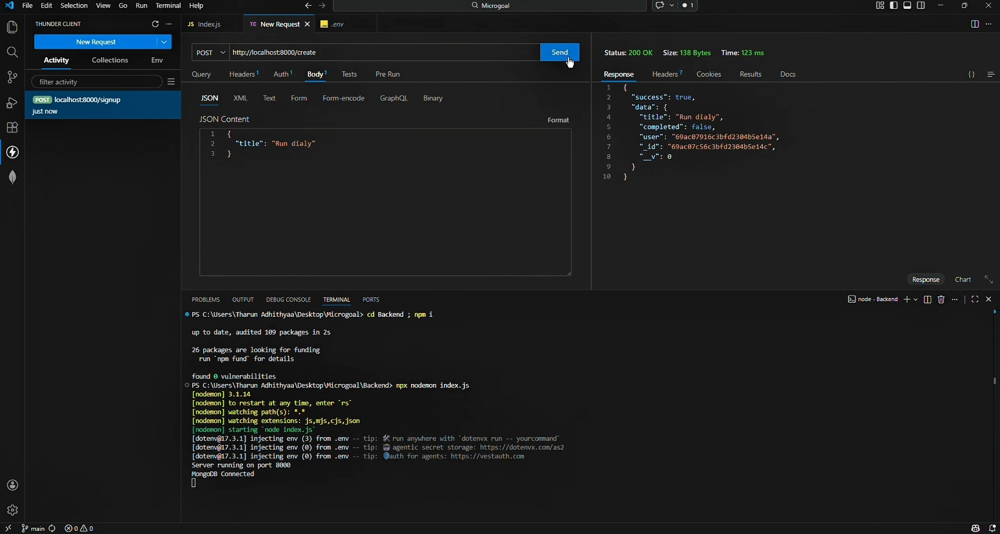 File Edit Selection View Go Run Terminal Help
Microgoal
1
THUNDER CLIENT
New Request
Activity Collections Env
filter activity
POST localhost:8000/signup
just now
JS Index.js
TC New Request
.env
POST http://localhost:8000/create Send
Query Headers 1 Auth 1 Body 1 Tests Pre Run
JSON XML Text Form Form-encode GraphQL Binary
JSON Content Format
1 {
2 "title": "Run dialy"
3 }
Status: 200 OK Size: 138 Bytes Time: 123 ms
Response Headers 7 Cookies Results Docs
{}
1 {
2 "success": true,
3 "data": {
4 "title": "Run dialy",
5 "completed": false,
6 "user": "69ac07916c3bfd2304b5e14a",
7 "_id": "69ac07c56c3bfd2304b5e14c",
8 "__v": 0
9 }
10 }
Response Chart
PROBLEMS OUTPUT DEBUG CONSOLE TERMINAL PORTS
node - Backend
PS C:\Users\Tharun Adhithyaa\Desktop\Microgoal> cd Backend ; npm i
up to date, audited 109 packages in 2s
26 packages are looking for funding
run `npm fund` for details
found 0 vulnerabilities
PS C:\Users\Tharun Adhithyaa\Desktop\Microgoal\Backend> npx nodemon index.js
[nodemon] 3.1.14
[nodemon] to restart at any time, enter `rs`
[nodemon] watching path(s): *.*
[nodemon] watching extensions: js,mjs,cjs,json
[nodemon] starting `node index.js`
[dotenv@17.3.1] injecting env (3) from .env -- tip: 🛠️ run anywhere with `dotenvx run -- yourcommand`
[dotenv@17.3.1] injecting env (0) from .env -- tip: 🤖 agentic secret storage: https://dotenvx.com/as2
[dotenv@17.3.1] injecting env (0) from .env -- tip: 🛡️ auth for agents: https://vestauth.com
Server running on port 8000
MongoDB Connected
main 0 0